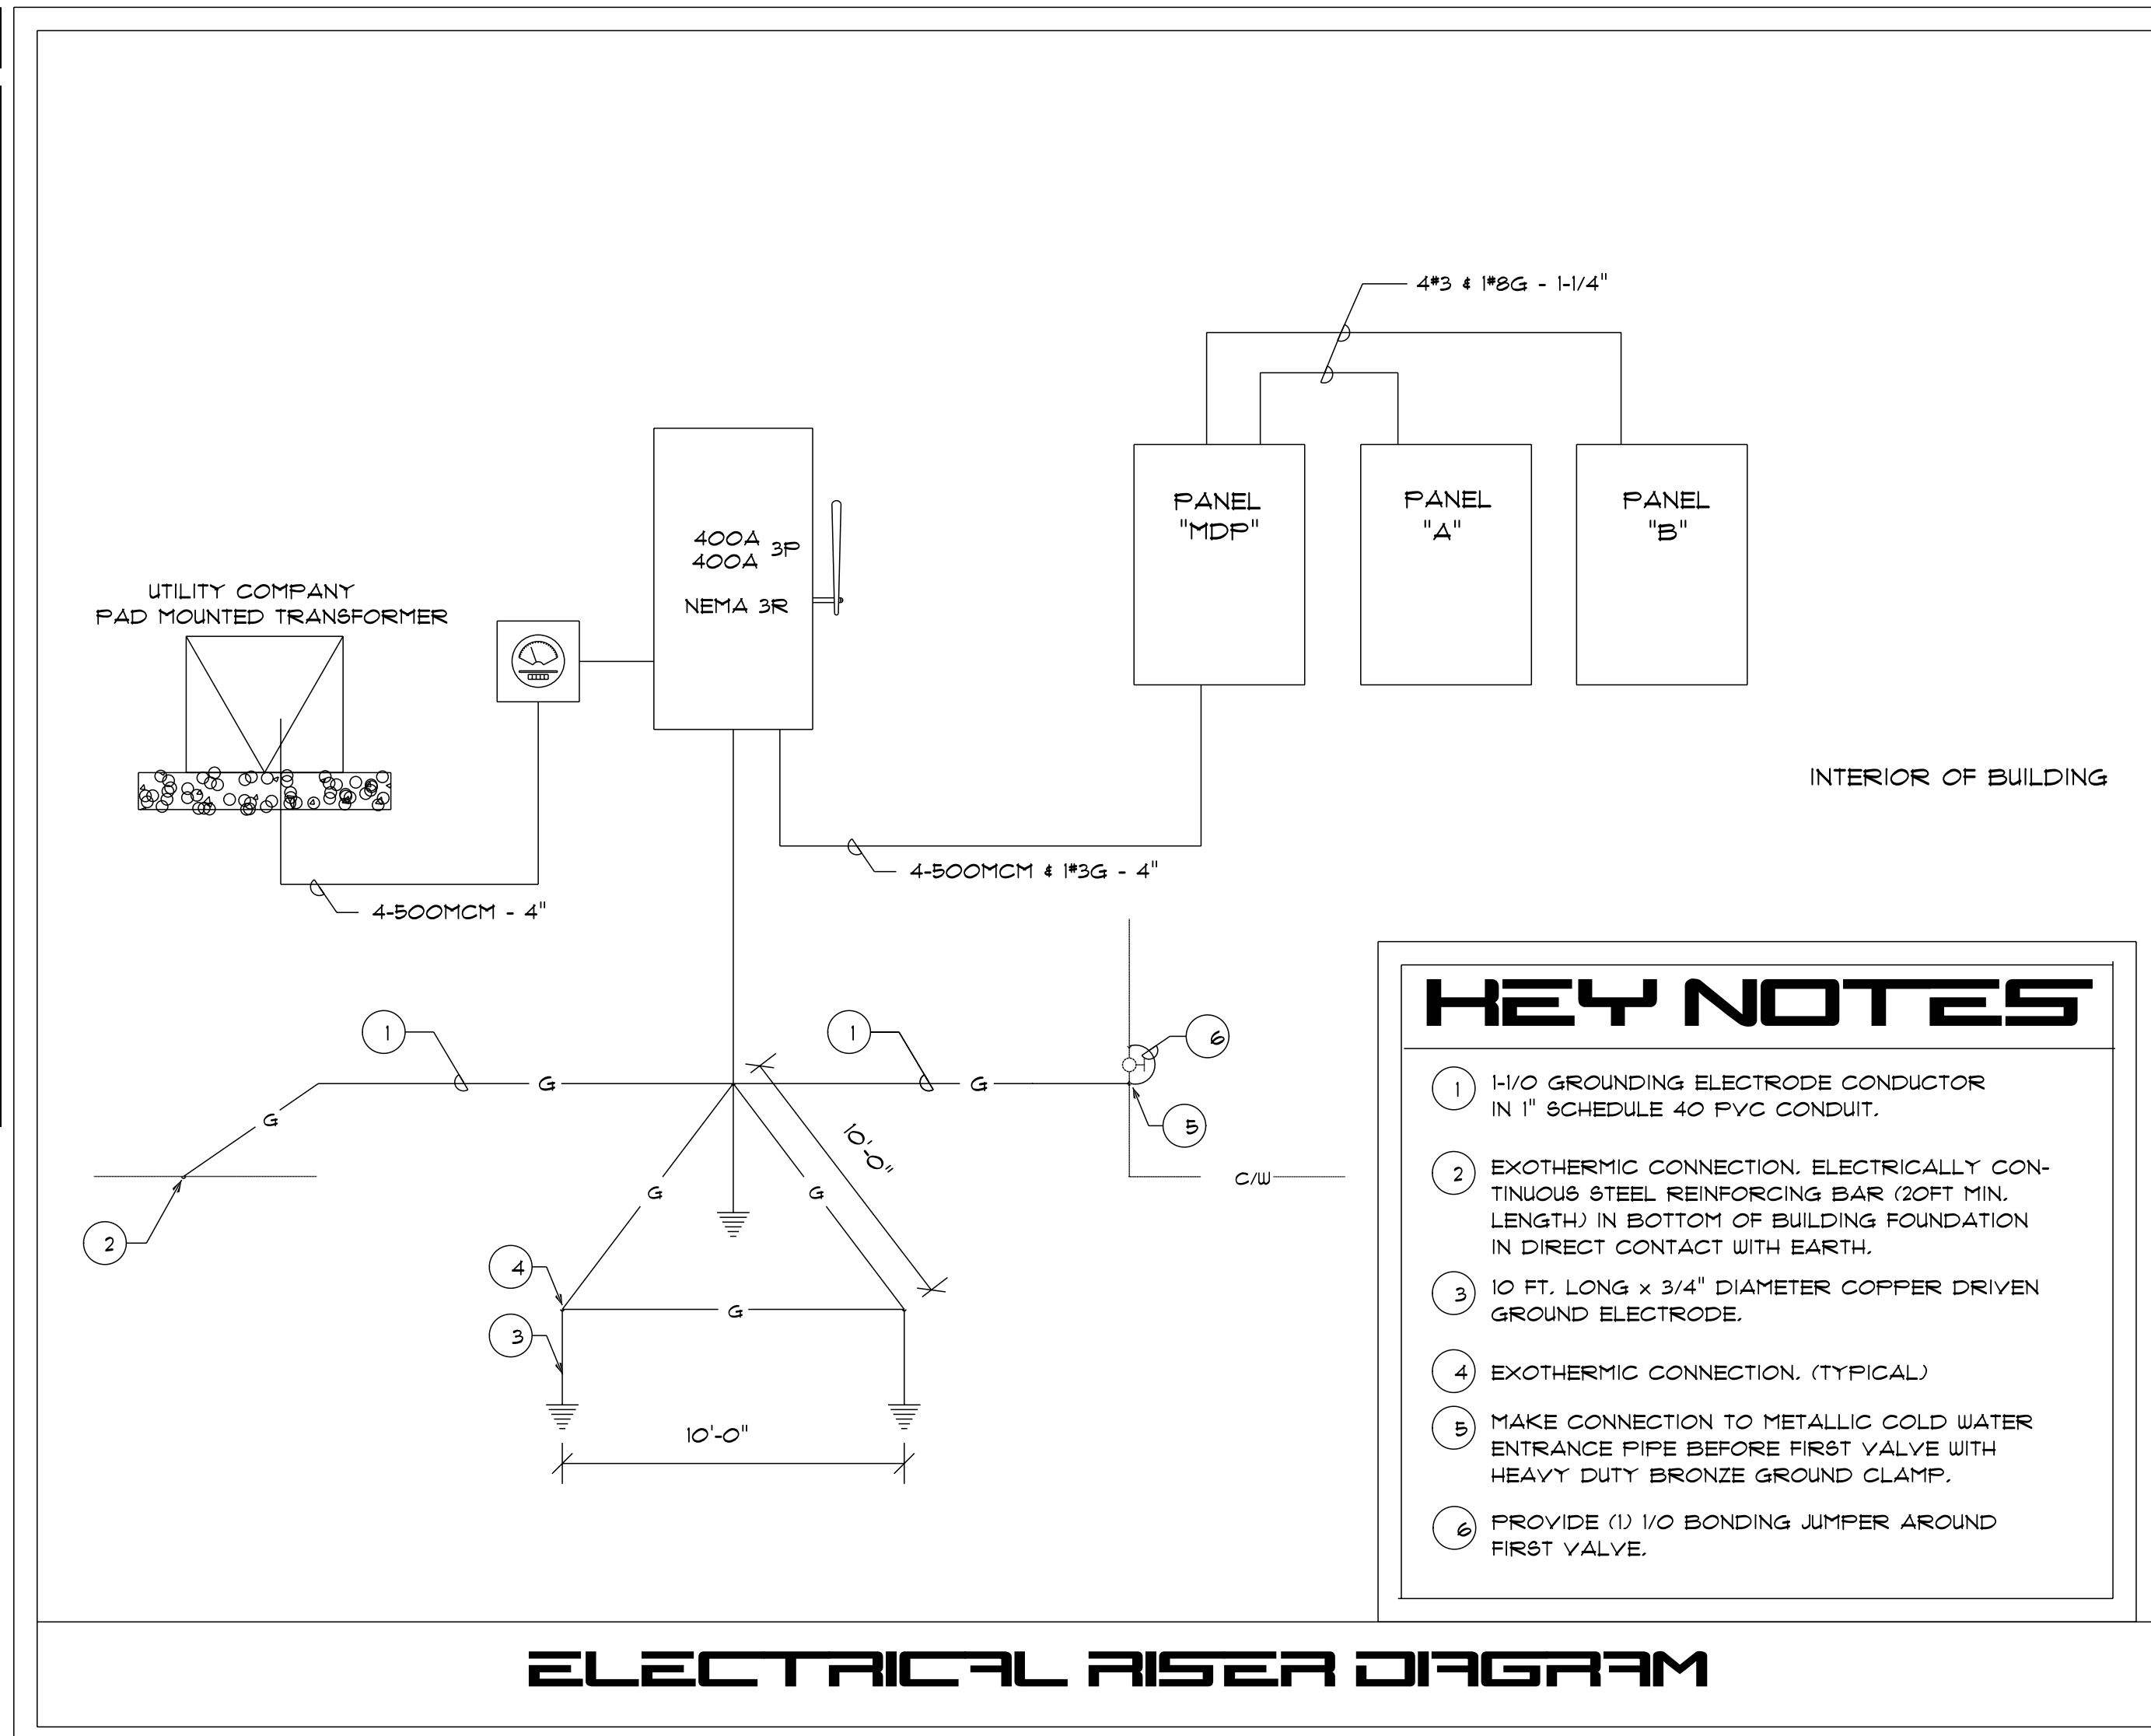 4#3 & 1#8G - 1-1/4"
PANEL
"MDP"
PANEL
"A"
PANEL
"B"
400A
400A
3P
NEMA 3R
UTILITY COMPANY
PAD MOUNTED TRANSFORMER
INTERIOR OF BUILDING
4-500MCM & 1#3G - 4"
4-500MCM - 4"
1
1
6
G
G
G
5
10'-0"
C/W
G
G
2
4
G
3
10'-0"
KEY NOTES
1 1-1/0 GROUNDING ELECTRODE CONDUCTOR
IN 1" SCHEDULE 40 PVC CONDUIT.
2 EXOTHERMIC CONNECTION. ELECTRICALLY CON-
TINUOUS STEEL REINFORCING BAR (20FT MIN.
LENGTH) IN BOTTOM OF BUILDING FOUNDATION
IN DIRECT CONTACT WITH EARTH.
3 10 FT. LONG x 3/4" DIAMETER COPPER DRIVEN
GROUND ELECTRODE.
4 EXOTHERMIC CONNECTION. (TYPICAL)
5 MAKE CONNECTION TO METALLIC COLD WATER
ENTRANCE PIPE BEFORE FIRST VALVE WITH
HEAVY DUTY BRONZE GROUND CLAMP.
6 PROVIDE (1) 1/0 BONDING JUMPER AROUND
FIRST VALVE.
ELECTRICAL RISER DIAGRAM